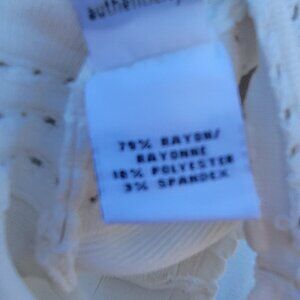 79% RAYON/
RAYONNE
18% POLYESTER
3% SPANDEX